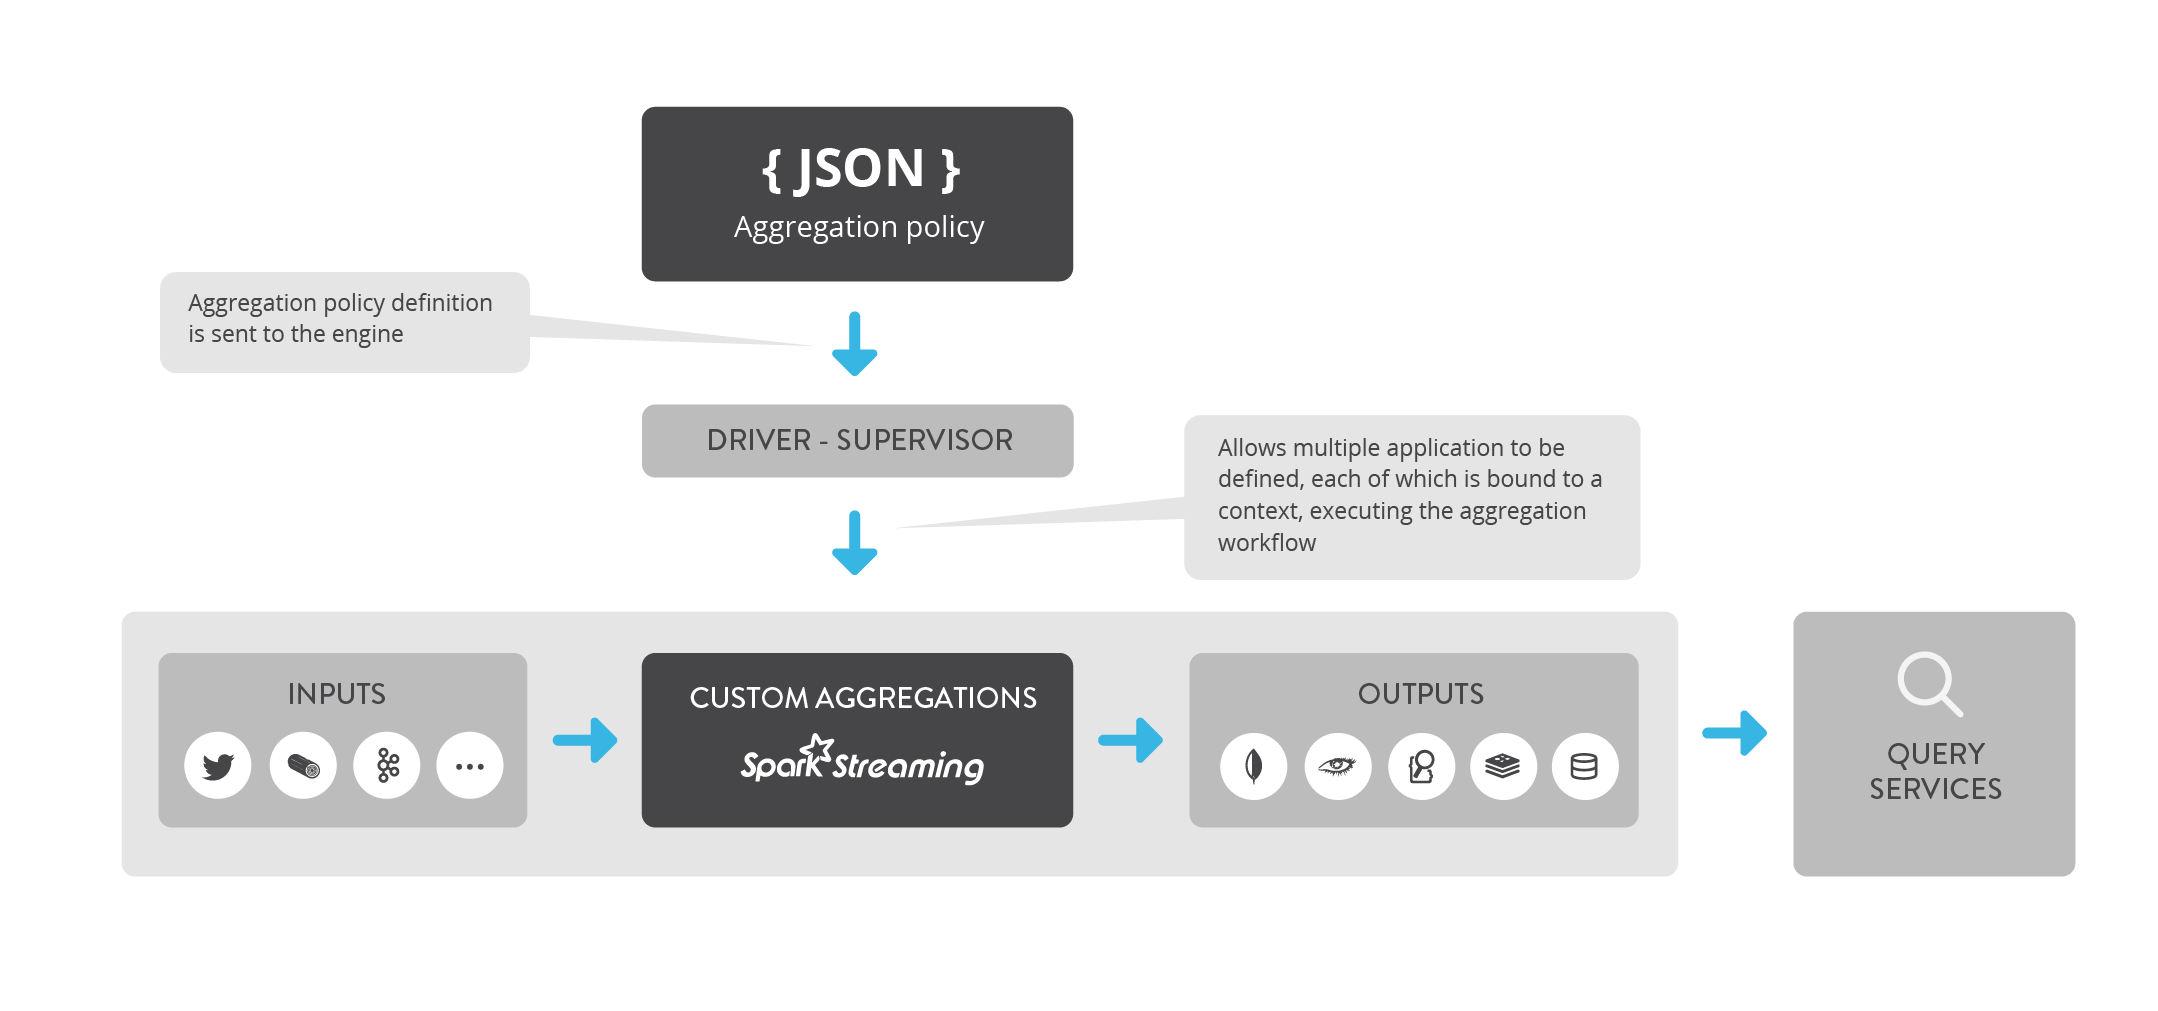 { JSON }
Aggregation policy
Aggregation policy definition
is sent to the engine
DRIVER - SUPERVISOR
Allows multiple application to be
defined, each of which is bound to a
context, executing the aggregation
workflow
INPUTS
CUSTOM AGGREGATIONS
Spark Streaming
OUTPUTS
QUERY
SERVICES